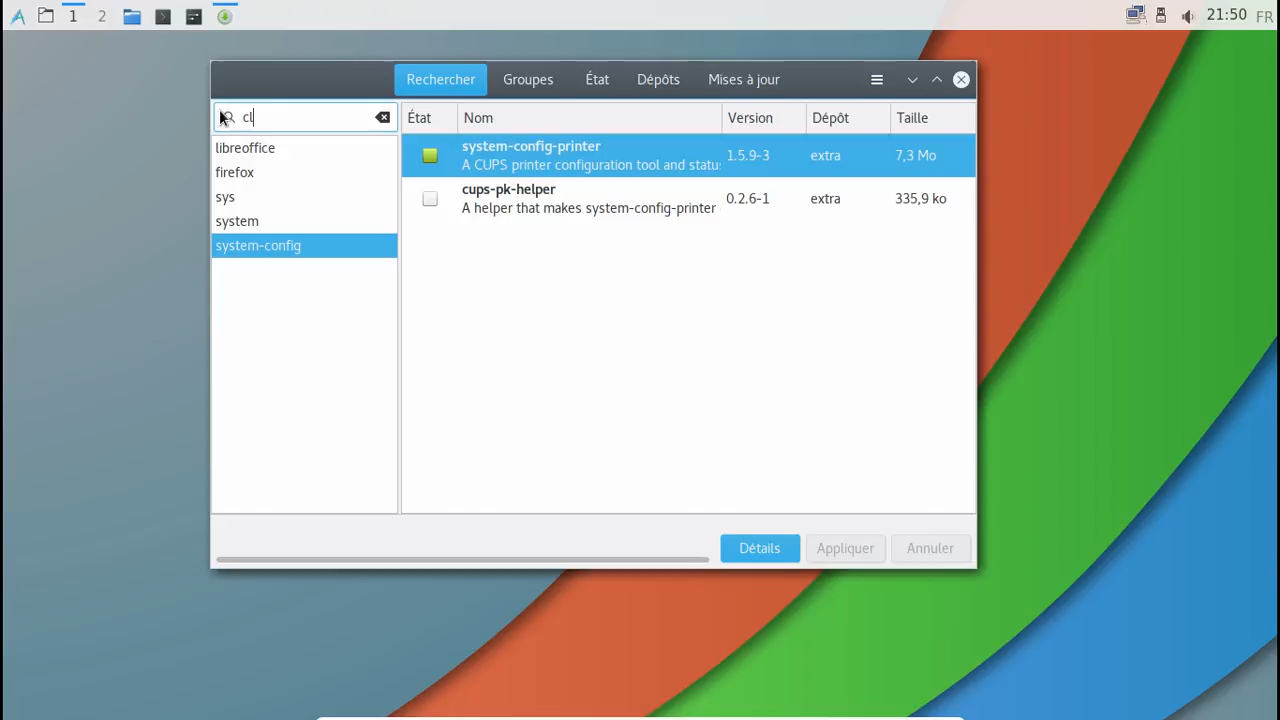 1 2 21:50 FR
Rechercher Groupes État Dépôts Mises à jour
cl
libreoffice
firefox
sys
system
system-config
État Nom Version Dépôt Taille
system-config-printer 1.5.9-3 extra 7,3 Mo
A CUPS printer configuration tool and statu
cups-pk-helper 0.2.6-1 extra 335,9 ko
A helper that makes system-config-printer
Détails Appliquer Annuler